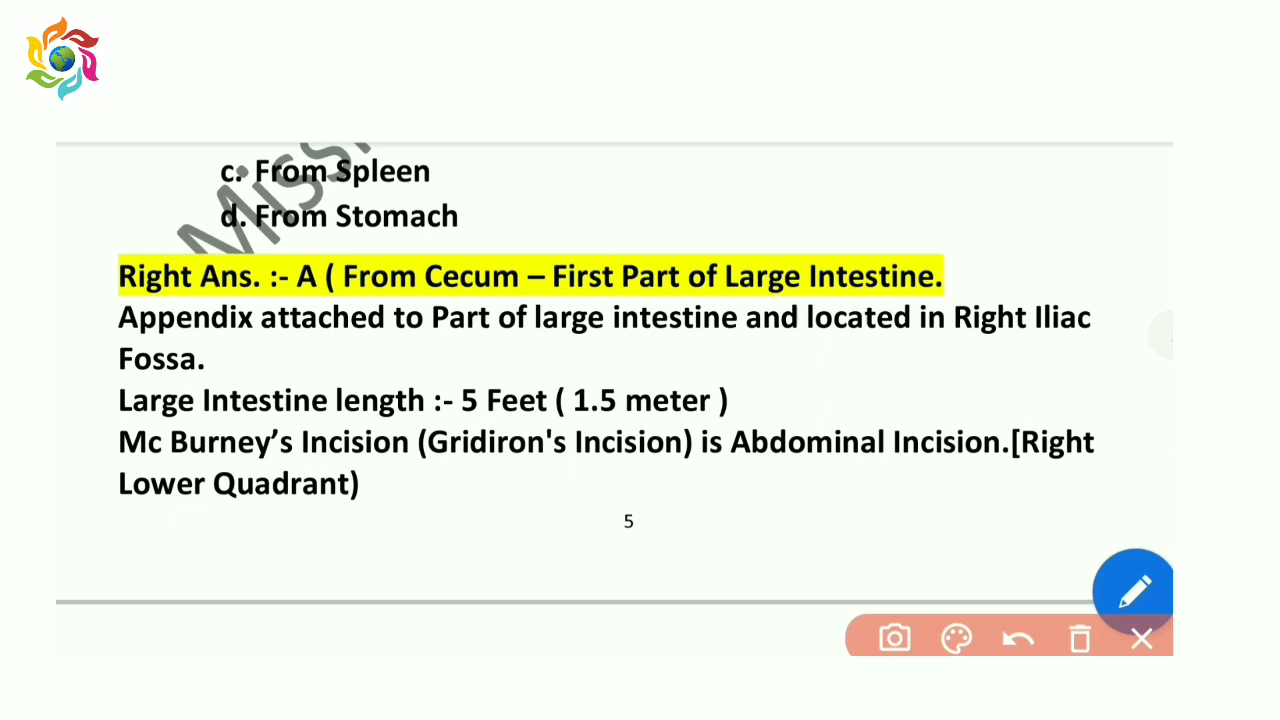 c. From Spleen
d. From Stomach
Right Ans. :- A ( From Cecum – First Part of Large Intestine.
Appendix attached to Part of large intestine and located in Right Iliac
Fossa.
Large Intestine length :- 5 Feet ( 1.5 meter )
Mc Burney’s Incision (Gridiron's Incision) is Abdominal Incision.[Right
Lower Quadrant)
5